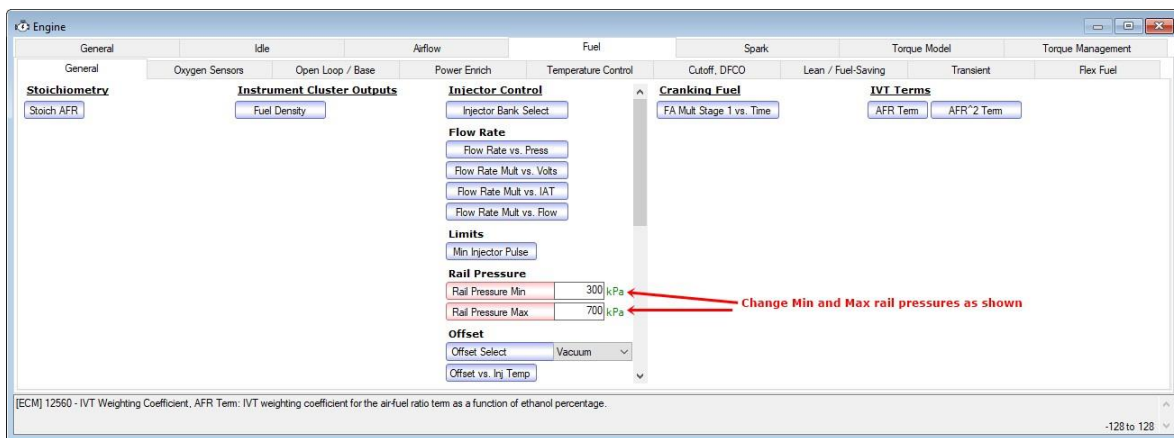 Engine
General Idle Airflow Fuel Spark Torque Model Torque Management
General Oxygen Sensors Open Loop / Base Power Enrich Temperature Control Cutoff, DFCO Lean / Fuel-Saving Transient Flex Fuel
Stoichiometry Instrument Cluster Outputs Injector Control Cranking Fuel IVT Terms
Stoich AFR Fuel Density Injector Bank Select FA Mult Stage 1 vs. Time AFR Term AFR^2 Term
Flow Rate
Flow Rate vs. Press
Flow Rate Mult vs. Volts
Flow Rate Mult vs. IAT
Flow Rate Mult vs. Flow
Limits
Min Injector Pulse
Rail Pressure
Rail Pressure Min 300 kPa
Change Min and Max rail pressures as shown
Rail Pressure Max 700 kPa
Offset
Offset Select Vacuum
Offset vs. Inj Temp
[ECM] 12560 - IVT Weighting Coefficient, AFR Term: IVT weighting coefficient for the air-fuel ratio term as a function of ethanol percentage.
-128 to 128